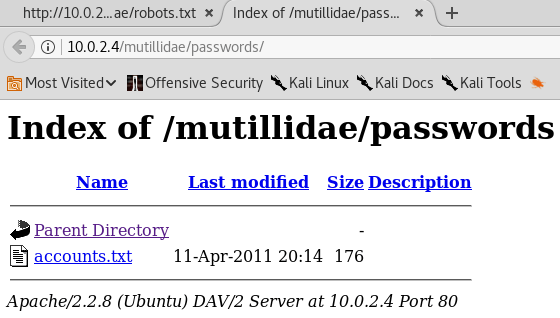 http://10.0.2...ae/robots.txt × Index of /mutillidae/pass... × +
10.0.2.4/mutillidae/passwords/
Most Visited Offensive Security Kali Linux Kali Docs Kali Tools
Index of /mutillidae/passwords
Name Last modified Size Description
Parent Directory -
accounts.txt 11-Apr-2011 20:14 176
Apache/2.2.8 (Ubuntu) DAV/2 Server at 10.0.2.4 Port 80